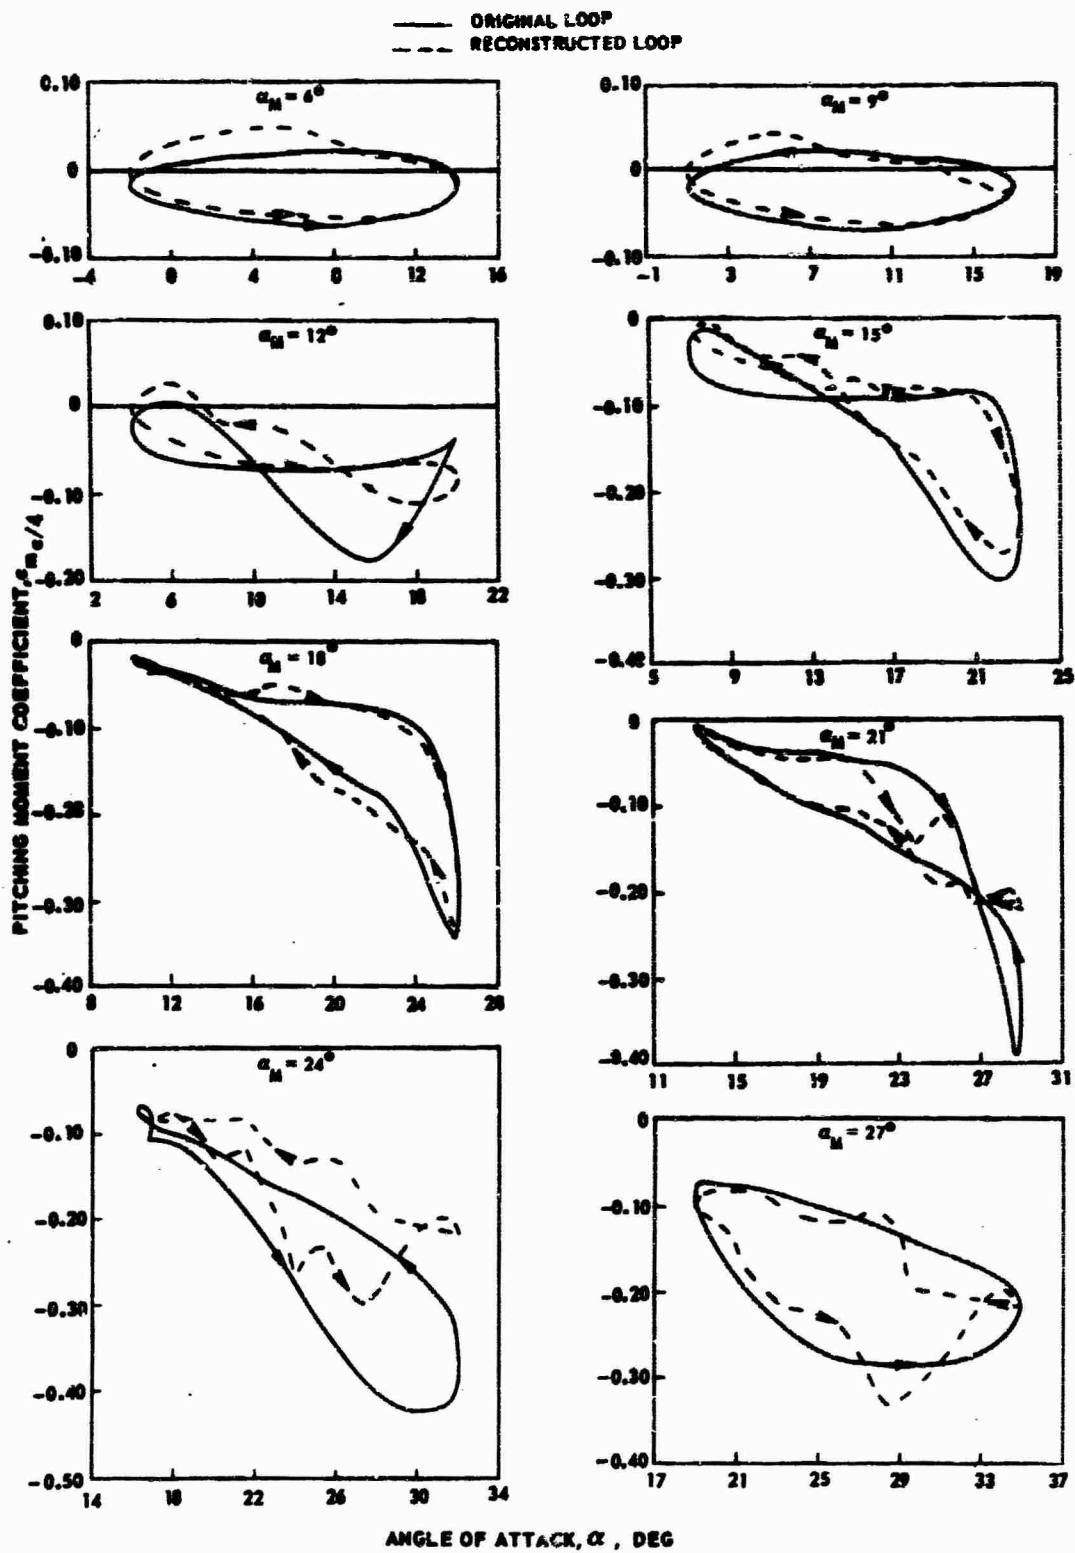 ORIGINAL LOOP
RECONSTRUCTED LOOP
0.10
0
-0.10
α_M = 6°
-4 0 4 8 12 16
0.10
0
-0.10
α_M = 9°
-1 3 7 11 15 19
0.10
0
-0.10
-0.20
α_M = 12°
2 6 10 14 18 22
0
-0.10
-0.20
-0.30
-0.40
α_M = 15°
5 9 13 17 21 25
0
-0.10
-0.20
-0.30
-0.40
α_M = 18°
8 12 16 20 24 28
0
-0.10
-0.20
-0.30
-0.40
α_M = 21°
11 15 19 23 27 31
0
-0.10
-0.20
-0.30
-0.40
-0.50
α_M = 24°
14 18 22 26 30 34
0
-0.10
-0.20
-0.30
-0.40
α_M = 27°
17 21 25 29 33 37
PITCHING MOMENT COEFFICIENT, c_m_c/4
ANGLE OF ATTACK, α , DEG